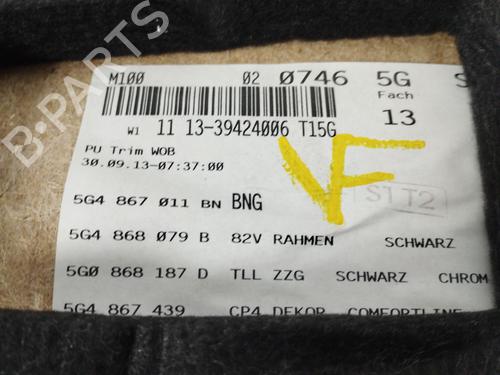 M100 02 0746 5G S
Fach
13
W1 11 13-39424006 T15G
PU Trim WOB
30.09.13-07:37:00
VF
S1 T2
5G4 867 011 BN BNG
5G4 868 079 B 82V RAHMEN SCHWARZ
5G0 868 187 D TLL ZZG SCHWARZ CHROM
5G4 867 439 CP4 DEKOR COMFORTLINE
B-PARTS